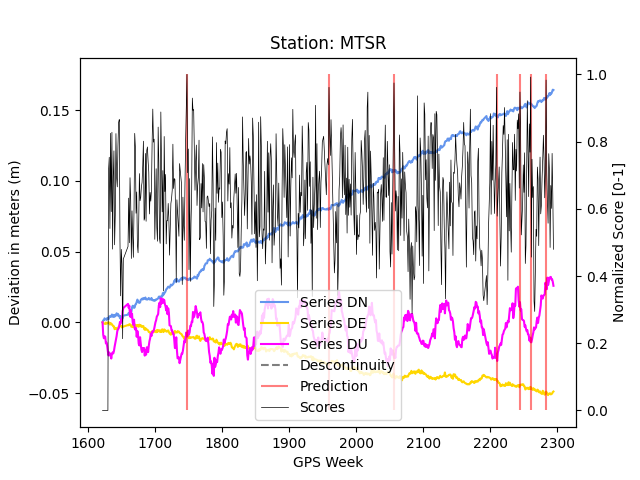 Station: MTSR
Deviation in meters (m)
0.15
0.10
0.05
0.00
−0.05
1.0
0.8
0.6
0.4
0.2
0.0
Normalized Score [0-1]
Series DN
Series DE
Series DU
Descontinuity
Prediction
Scores
1600 1700 1800 1900 2000 2100 2200 2300
GPS Week